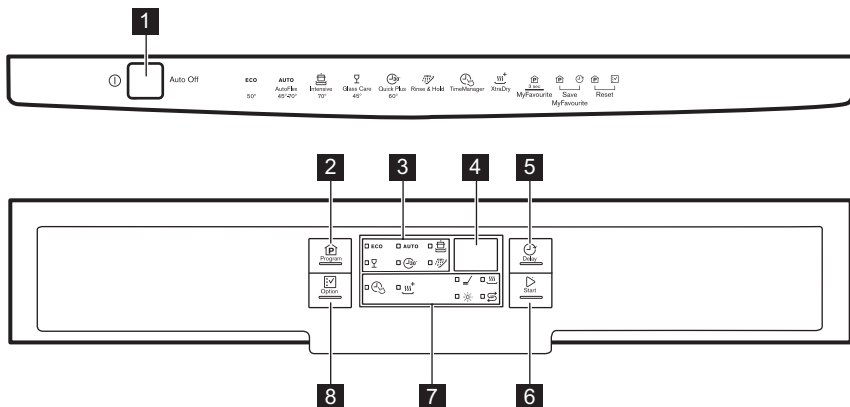 1
Auto Off
ECO
50°
AUTO
AutoFlex
45°-70°
Intensive
70°
Glass Care
45°
30'
Quick Plus
60°
Rinse & Hold
TimeManager
XtraDry
P
3 sec.
MyFavourite
P
Save
MyFavourite
P
Reset
2
3
4
5
P
Program
ECO
AUTO
30'
Delay
Option
Start
8
7
6